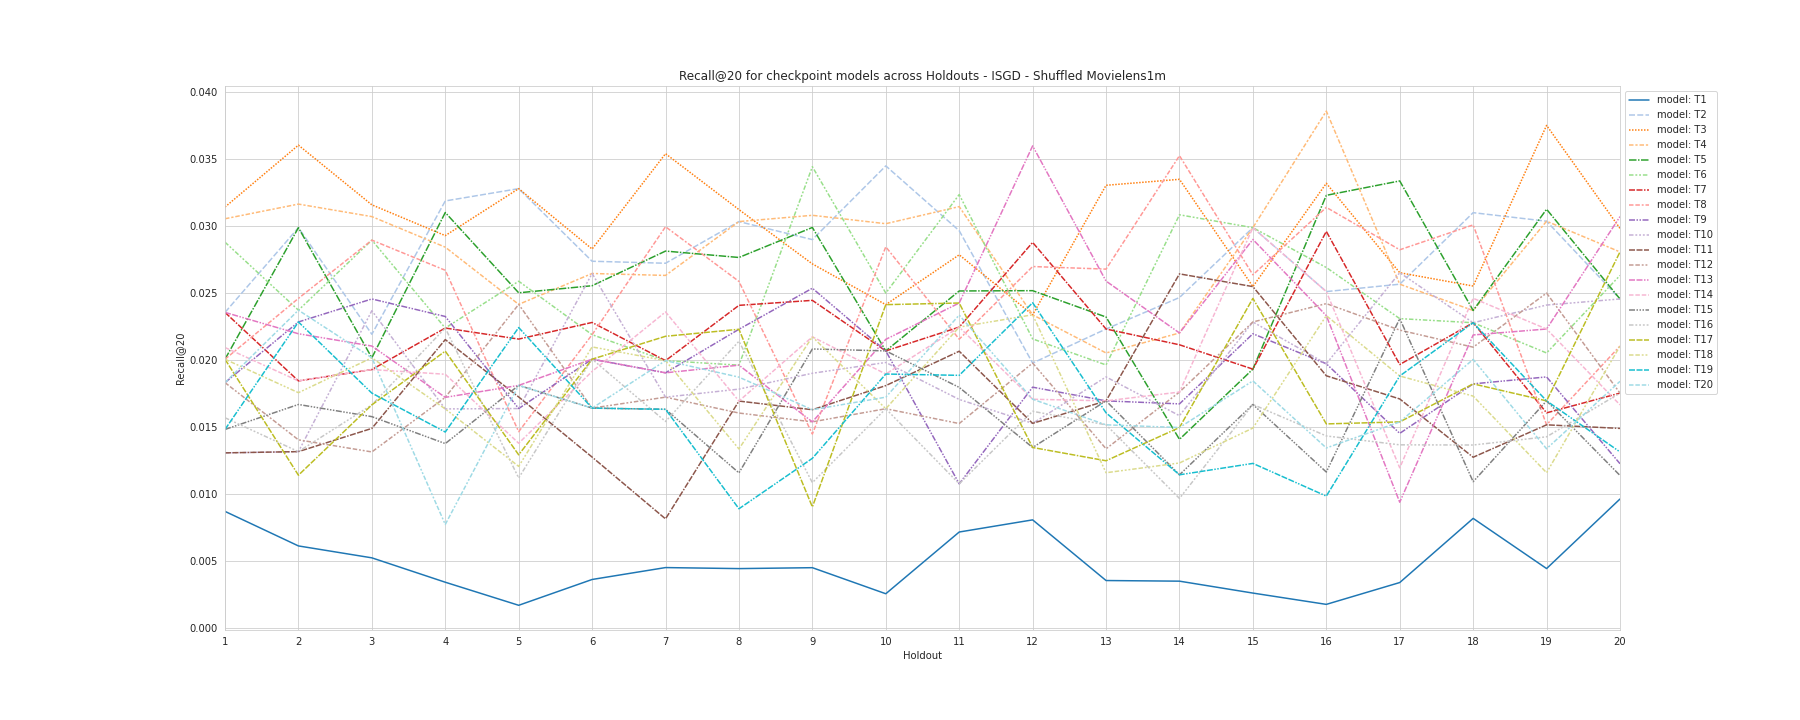 Recall@20 for checkpoint models across Holdouts - ISGD - Shuffled Movielens1m
0.040
0.035
0.030
0.025
0.020
0.015
0.010
0.005
0.000
Recall@20
1 2 3 4 5 6 7 8 9 10 11 12 13 14 15 16 17 18 19 20
Holdout
model: T1
model: T2
model: T3
model: T4
model: T5
model: T6
model: T7
model: T8
model: T9
model: T10
model: T11
model: T12
model: T13
model: T14
model: T15
model: T16
model: T17
model: T18
model: T19
model: T20